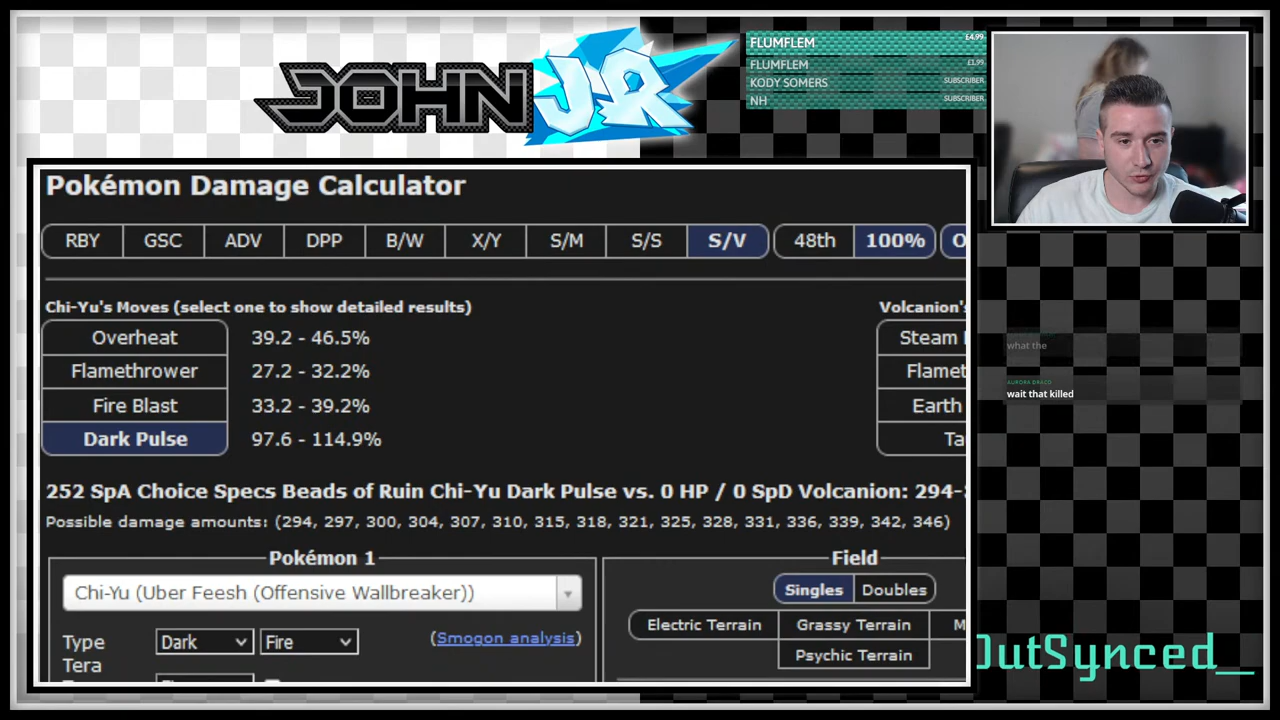 JOHN JR
FLUMFLEM £4.99
FLUMFLEM £1.99
KODY SOMERS SUBSCRIBER
NH SUBSCRIBER
Pokémon Damage Calculator
RBY GSC ADV DPP B/W X/Y S/M S/S S/V 48th 100% O
Chi-Yu's Moves (select one to show detailed results) Volcanion's
Overheat 39.2 - 46.5% Steam
Flamethrower 27.2 - 32.2% Flamet
Fire Blast 33.2 - 39.2% Earth
Dark Pulse 97.6 - 114.9% Ta
252 SpA Choice Specs Beads of Ruin Chi-Yu Dark Pulse vs. 0 HP / 0 SpD Volcanion: 294-
Possible damage amounts: (294, 297, 300, 304, 307, 310, 315, 318, 321, 325, 328, 331, 336, 339, 342, 346)
Pokémon 1
Chi-Yu (Uber Feesh (Offensive Wallbreaker))
Type Dark Fire (Smogon analysis)
Tera
Field
Singles Doubles
Electric Terrain Grassy Terrain M
Psychic Terrain
what the
AURORA
wait that killed
OutSynced_